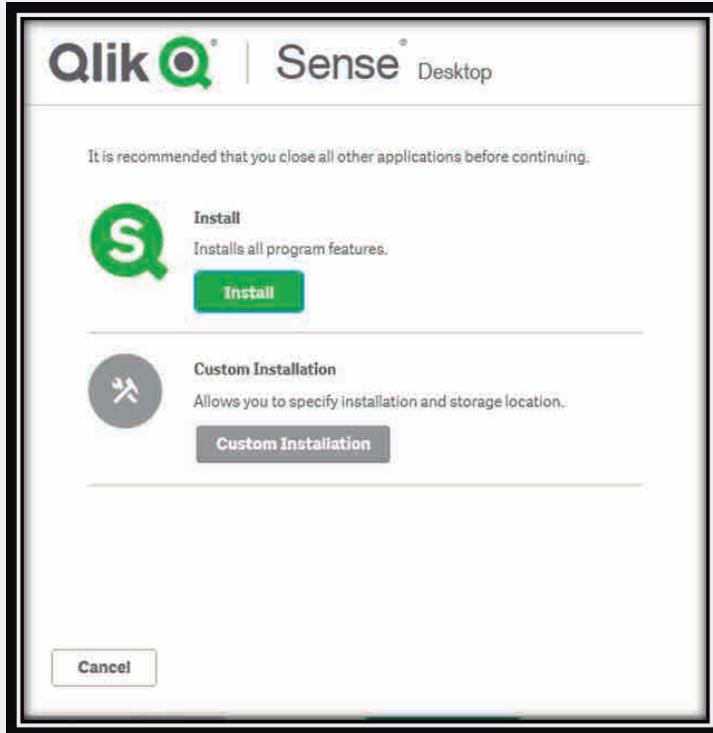 Qlik Q® | Sense® Desktop
It is recommended that you close all other applications before continuing.
S
Install
Installs all program features.
Install
Custom Installation
Allows you to specify installation and storage location.
Custom Installation
Cancel